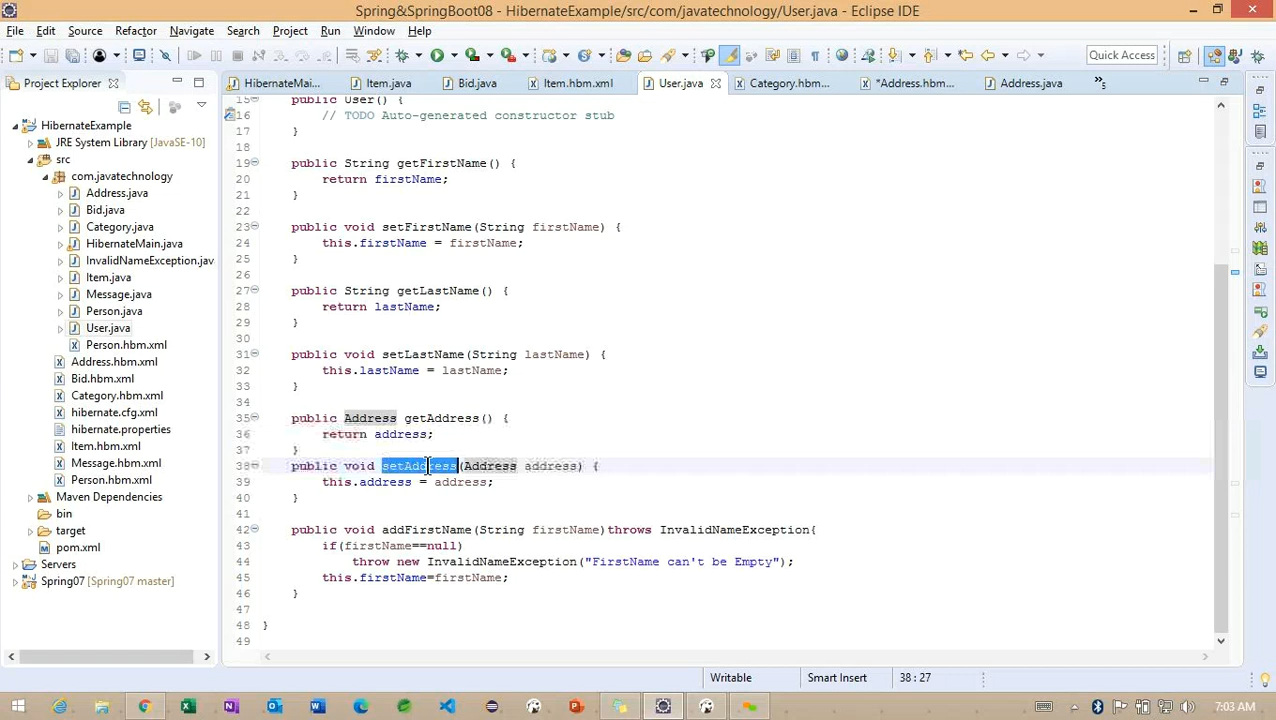 Spring&SpringBoot08 - HibernateExample/src/com/javatechnology/User.java - Eclipse IDE
File Edit Source Refactor Navigate Search Project Run Window Help
Quick Access
Project Explorer
HibernateMai... Item.java Bid.java Item.hbm.xml User.java Category.hbm... *Address.hbm... Address.java
HibernateExample
JRE System Library [JavaSE-10]
src
com.javatechnology
Address.java
Bid.java
Category.java
HibernateMain.java
InvalidNameException.jav
Item.java
Message.java
Person.java
User.java
Person.hbm.xml
Address.hbm.xml
Bid.hbm.xml
Category.hbm.xml
hibernate.cfg.xml
hibernate.properties
Item.hbm.xml
Message.hbm.xml
Person.hbm.xml
Maven Dependencies
bin
target
pom.xml
Servers
Spring07 [Spring07 master]
15 public User() {
16 // TODO Auto-generated constructor stub
17 }
18
19 public String getFirstName() {
20 return firstName;
21 }
22
23 public void setFirstName(String firstName) {
24 this.firstName = firstName;
25 }
26
27 public String getLastName() {
28 return lastName;
29 }
30
31 public void setLastName(String lastName) {
32 this.lastName = lastName;
33 }
34
35 public Address getAddress() {
36 return address;
37 }
38 public void setAddress(Address address) {
39 this.address = address;
40 }
41
42 public void addFirstName(String firstName)throws InvalidNameException{
43 if(firstName==null)
44 throw new InvalidNameException("FirstName can't be Empty");
45 this.firstName=firstName;
46 }
47
48 }
49
Writable Smart Insert 38 : 27
7:03 AM